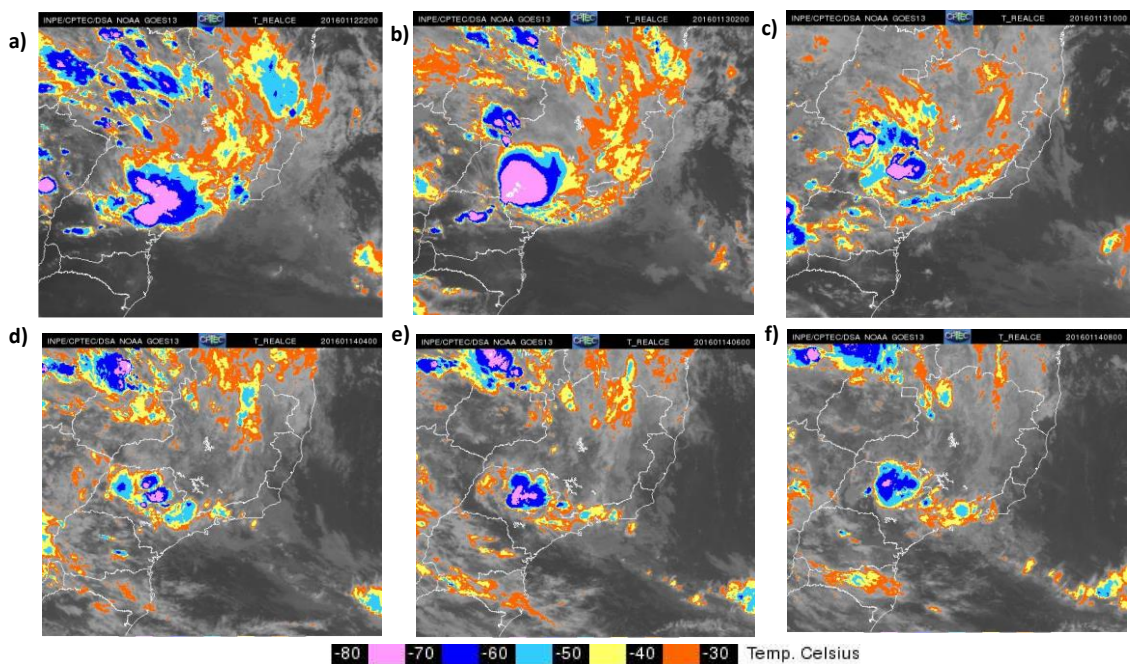 a)
INPE/CPTEC/DSA NOAA GOES13 CPTEC T_REALCE 201601122200
b)
INPE/CPTEC/DSA NOAA GOES13 CPTEC T_REALCE 201601130200
c)
INPE/CPTEC/DSA NOAA GOES13 CPTEC T_REALCE 201601131000
d)
INPE/CPTEC/DSA NOAA GOES13 CPTEC T_REALCE 201601140400
e)
INPE/CPTEC/DSA NOAA GOES13 CPTEC T_REALCE 201601140600
f)
INPE/CPTEC/DSA NOAA GOES13 CPTEC T_REALCE 201601140800
-80 -70 -60 -50 -40 -30 Temp. Celsius